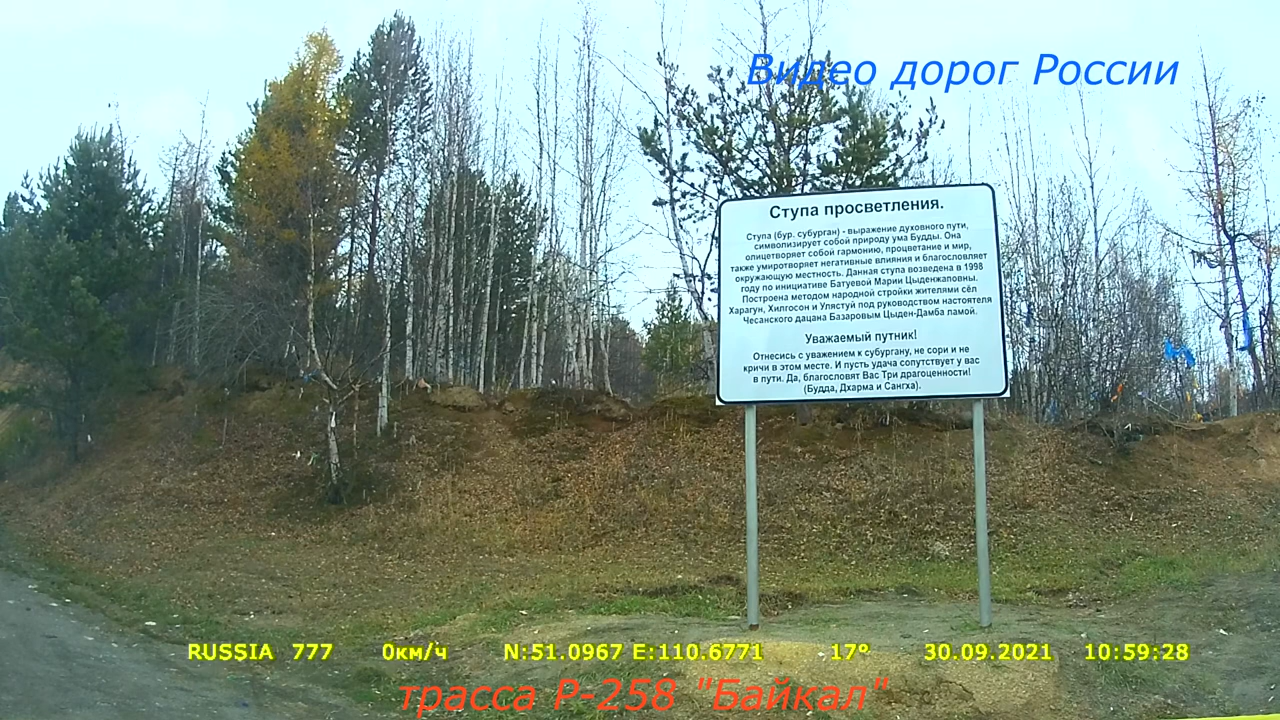 Видео дорог России
Ступа просветления.
Ступа (бур. субурган) - выражение духовного пути,
символизирует собой природу ума Будды. Она
олицетворяет собой гармонию, процветание и мир,
также умиротворяет негативные влияния и благословляет
окружающую местность. Данная ступа возведена в 1998
году по инициативе Батуевой Марии Цыденжаповны.
Построена методом народной стройки жителями сёл
Харагун, Хилгосон и Улястуй под руководством настоятеля
Чесанского дацана Базаровым Цыден-Дамба ламой.
Уважаемый путник!
Отнесись с уважением к субургану, не сори и не
кричи в этом месте. И пусть удача сопутствует у вас
в пути. Да, благословят Вас Три драгоценности!
(Будда, Дхарма и Сангха).
RUSSIA 777 0км/ч N:51.0967 E:110.6771 17° 30.09.2021 10:59:28
трасса Р-258 "Байкал"